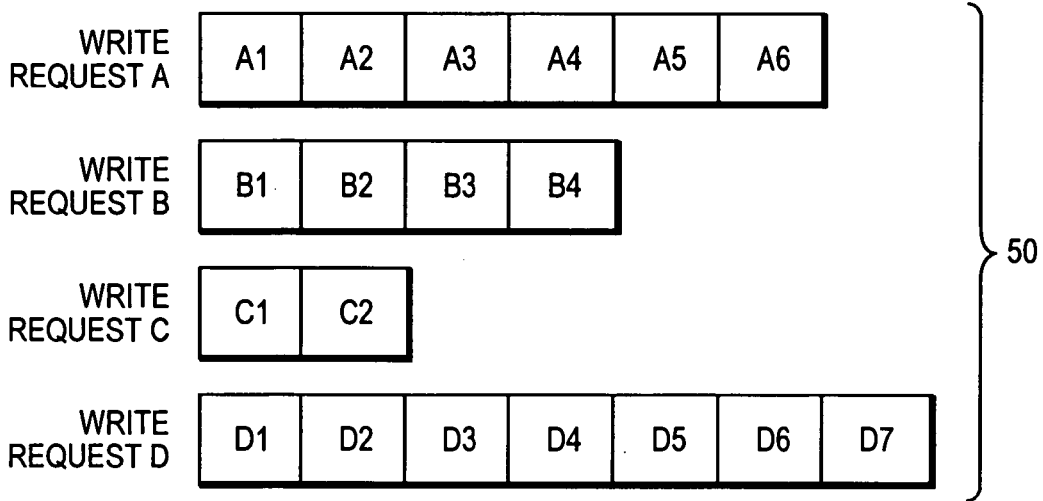 WRITE
REQUEST A
A1 A2 A3 A4 A5 A6
WRITE
REQUEST B
B1 B2 B3 B4
50
WRITE
REQUEST C
C1 C2
WRITE
REQUEST D
D1 D2 D3 D4 D5 D6 D7